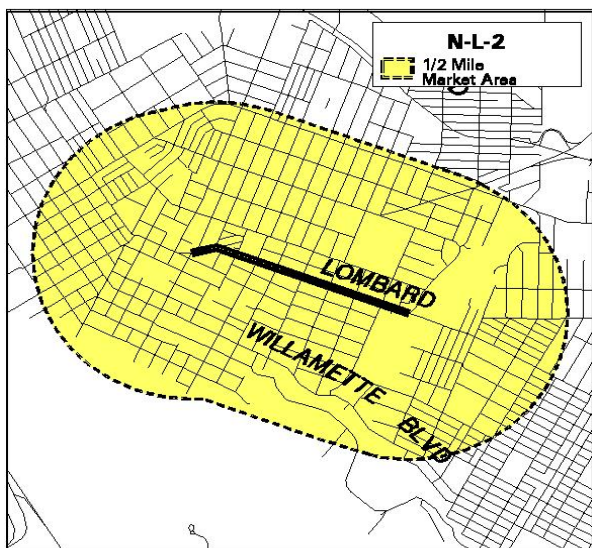 N-L-2
1/2 Mile
Market Area
LOMBARD
WILLAMETTE BLVD